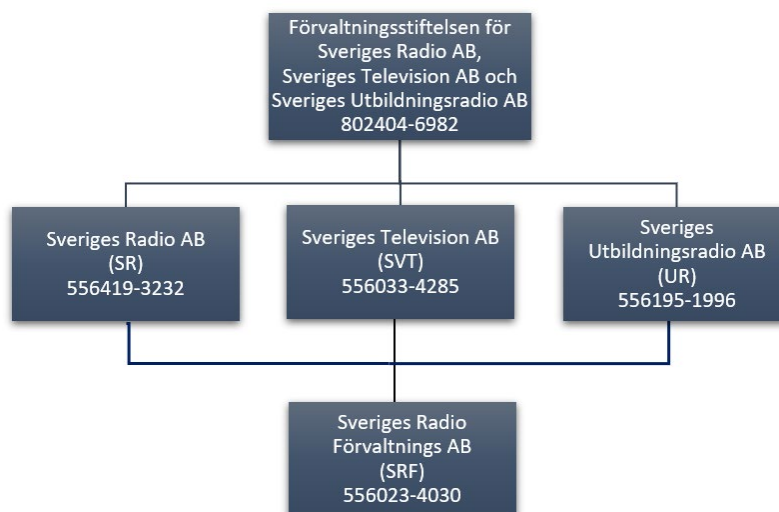 Förvaltningsstiftelsen för
Sveriges Radio AB,
Sveriges Television AB och
Sveriges Utbildningsradio AB
802404-6982
Sveriges Radio AB
(SR)
556419-3232
Sveriges Television AB
(SVT)
556033-4285
Sveriges
Utbildningsradio AB
(UR)
556195-1996
Sveriges Radio
Förvaltnings AB
(SRF)
556023-4030